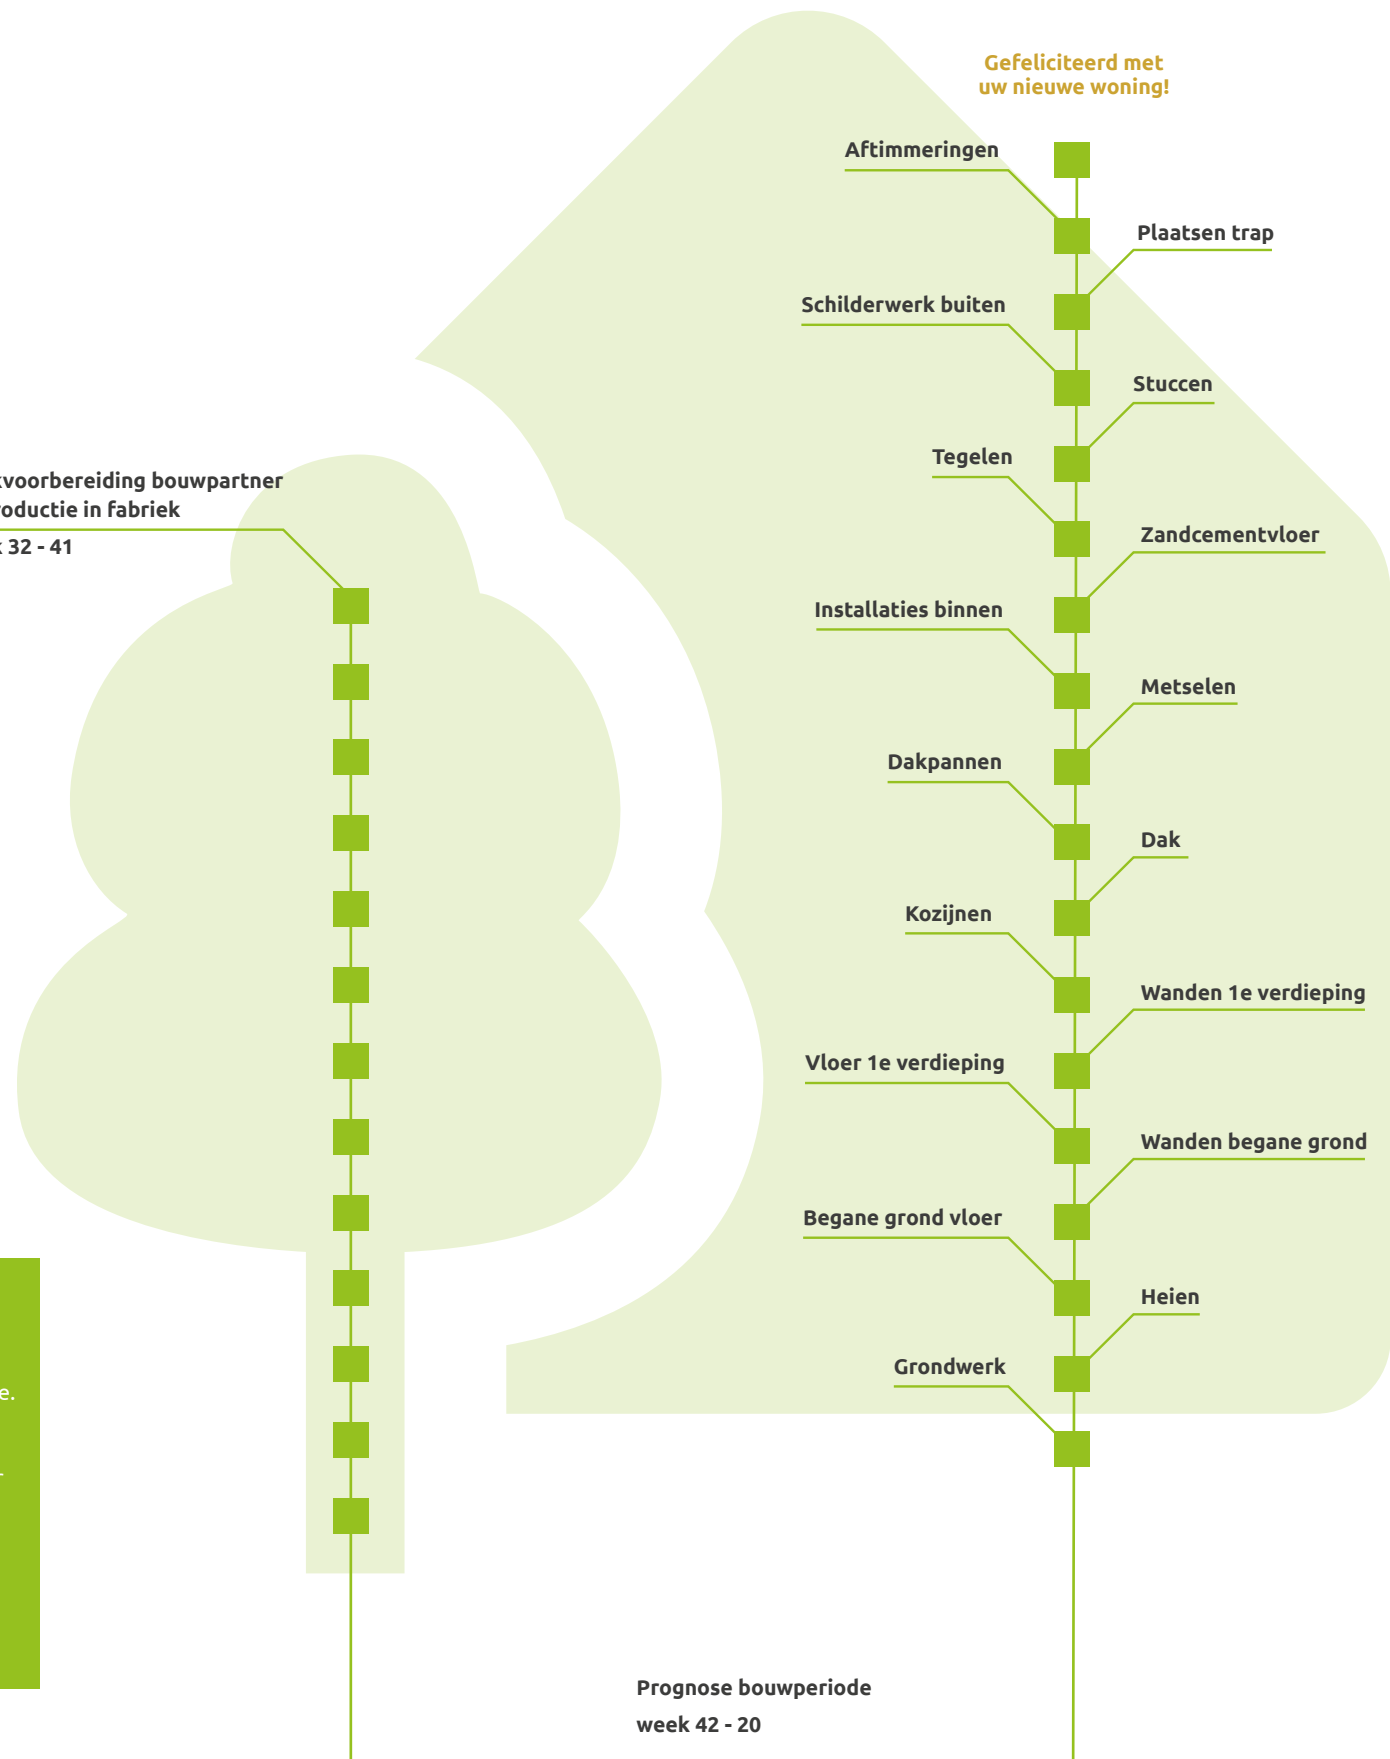 Gefeliciteerd met
uw nieuwe woning!
Aftimmeringen
Plaatsen trap
Schilderwerk buiten
Stuccen
Tegelen
Zandcementvloer
Installaties binnen
Metselen
Dakpannen
Dak
Kozijnen
Wanden 1e verdieping
Vloer 1e verdieping
Wanden begane grond
Begane grond vloer
Heien
Grondwerk
kvoorbereiding bouwpartner
roductie in fabriek
k 32 - 41
e.
-
Prognose bouwperiode
week 42 - 20